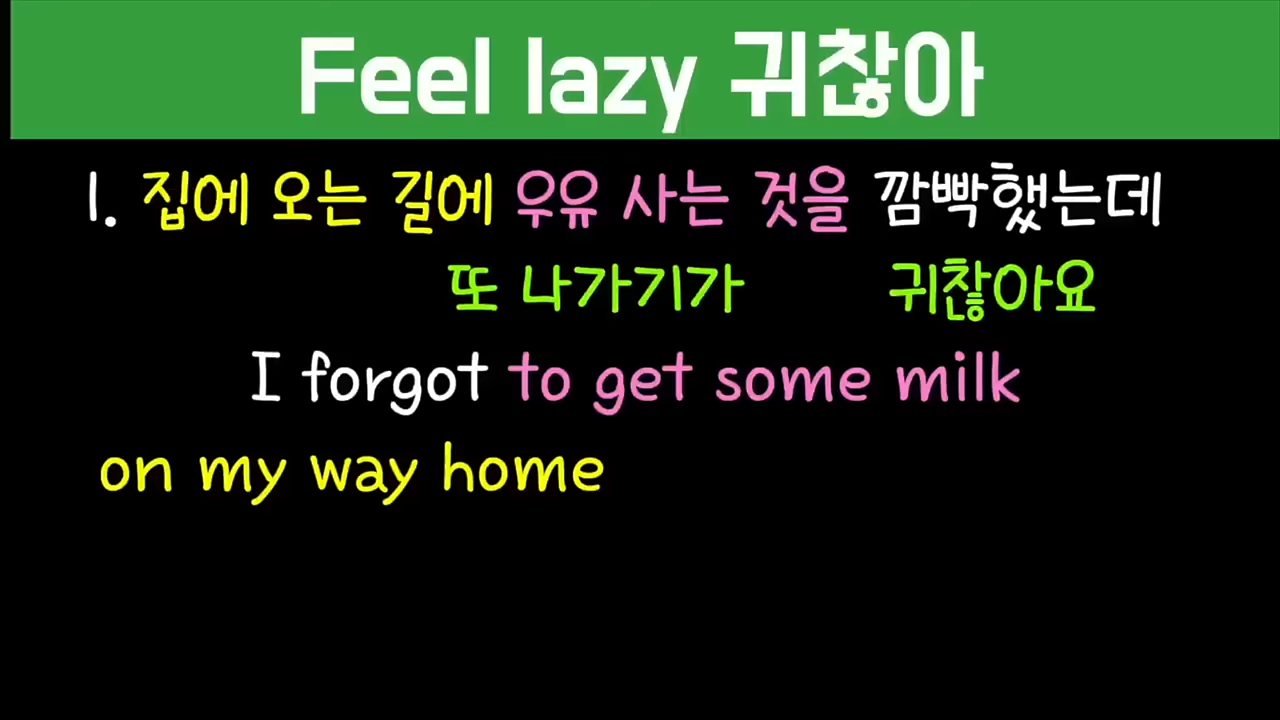 Feel lazy 귀찮아
1. 집에 오는 길에 우유 사는 것을 깜빡했는데
또 나가기가 귀찮아요
I forgot to get some milk
on my way home